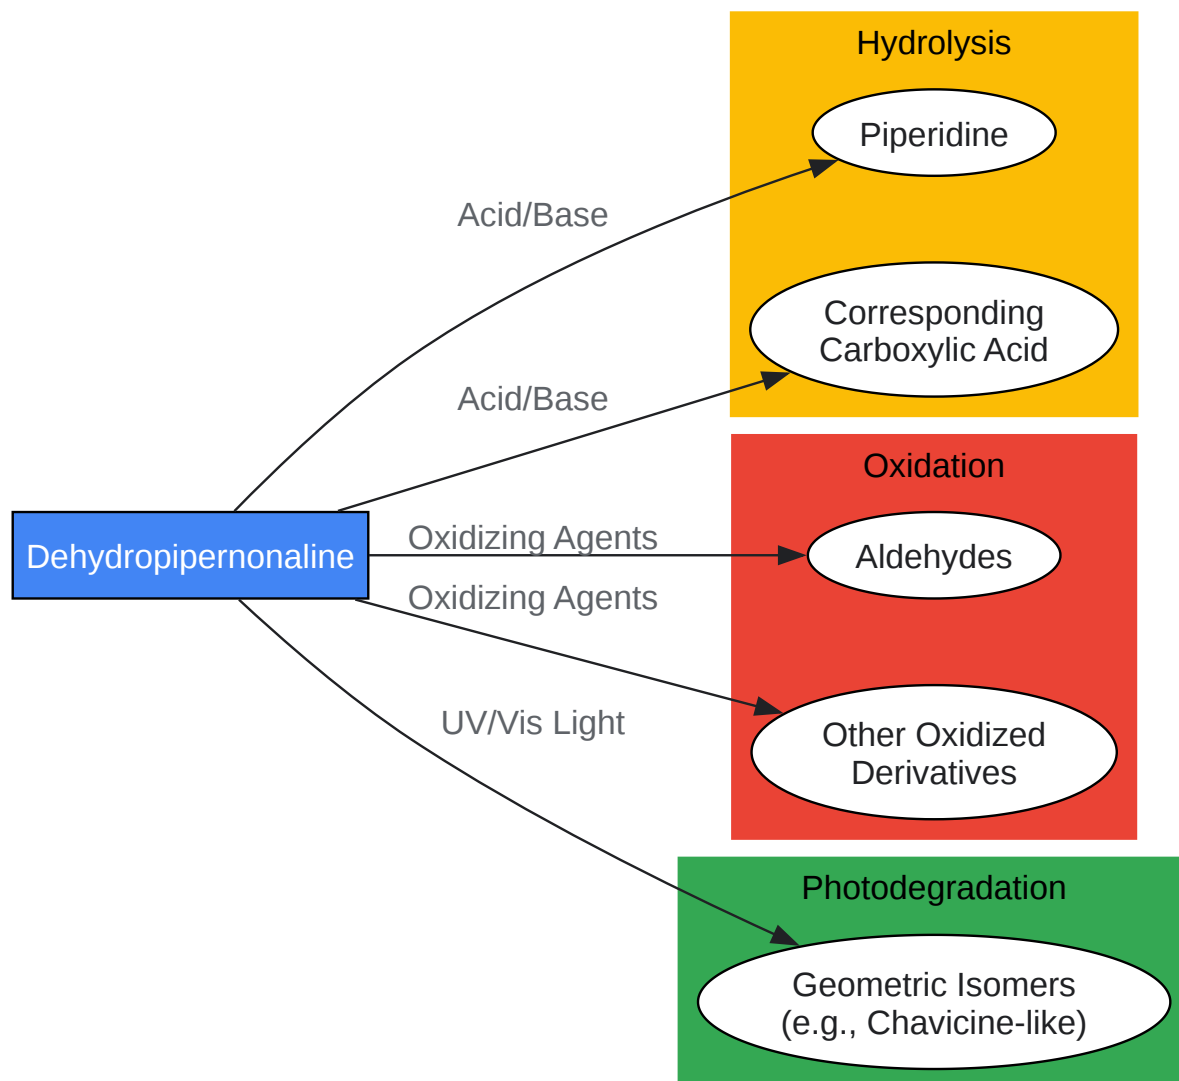 Hydrolysis
Piperidine
Acid/Base
Corresponding
Carboxylic Acid
Acid/Base
Oxidation
Dehydropipernonaline
Oxidizing Agents
Aldehydes
Oxidizing Agents
UV/Vis Light
Other Oxidized
Derivatives
Photodegradation
Geometric Isomers
(e.g., Chavicine-like)